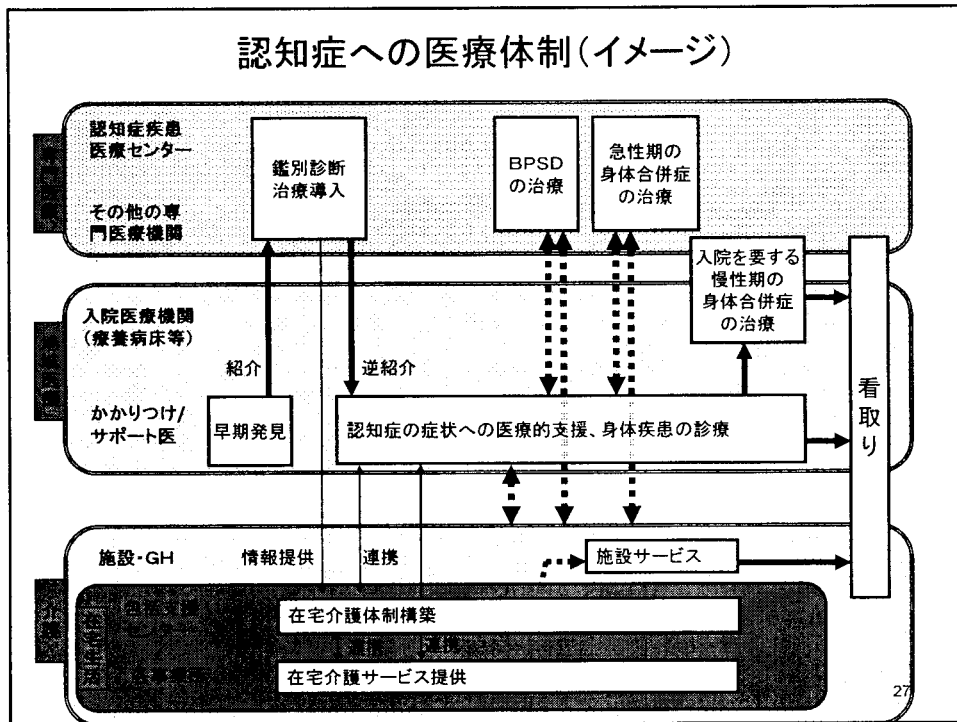 認知症への医療体制(イメージ)
認知症疾患
医療センター
その他の専
門医療機関
鑑別診断
治療導入
BPSD
の治療
急性期の
身体合併症
の治療
入院を要する
慢性期の
身体合併症
の治療
入院医療機関
(療養病床等)
紹介
逆紹介
かかりつけ/
サポート医
早期発見
認知症の症状への医療的支援、身体疾患の診療
看取り
施設・GH
情報提供
連携
施設サービス
在宅介護体制構築
連携
連携
在宅介護サービス提供
27